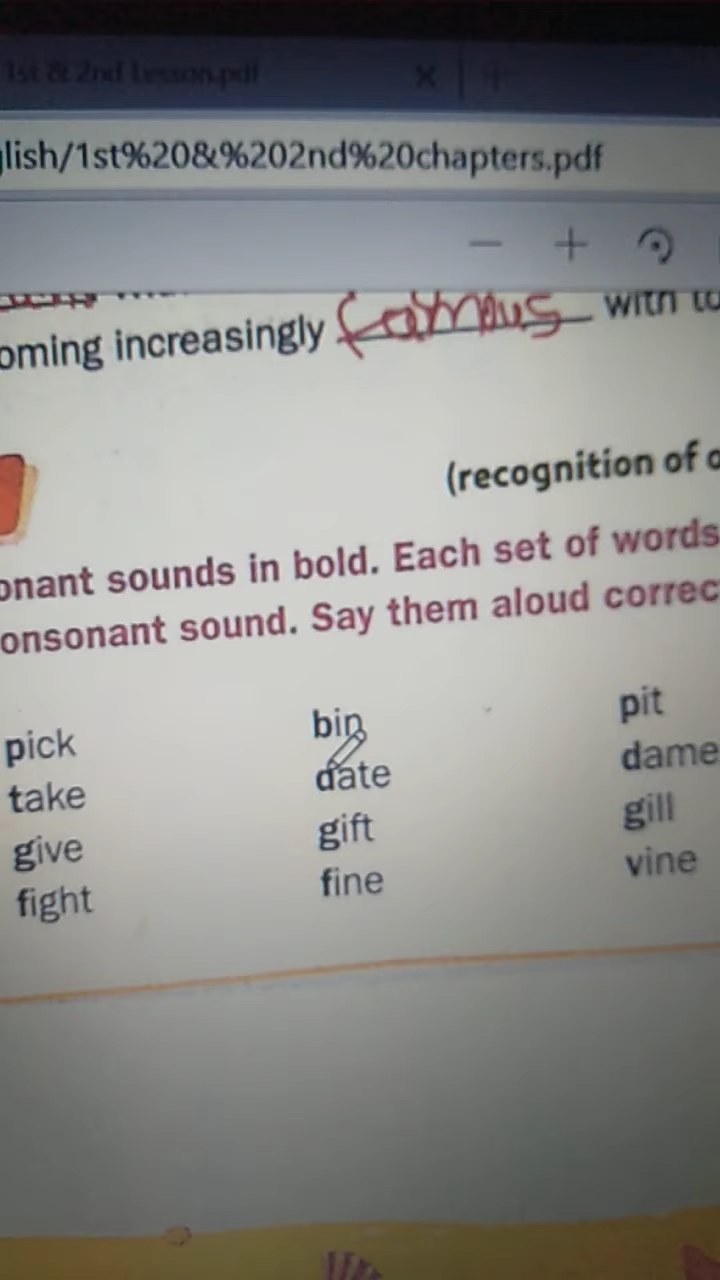 1st & 2nd Lesson.pdf
lish/1st%20&%202nd%20chapters.pdf
oming increasingly famous with to
(recognition of c
onant sounds in bold. Each set of words
onsonant sound. Say them aloud correc
pick bin pit
take date dame
give gift gill
fight fine vine